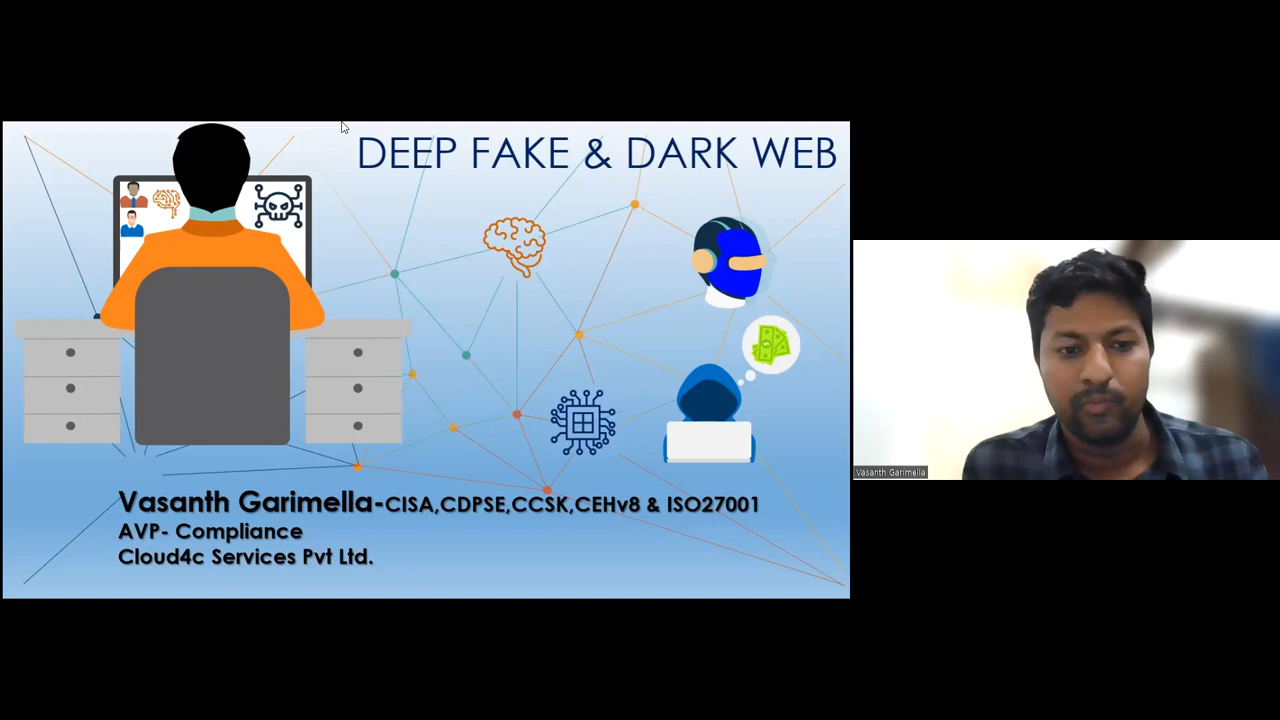 DEEP FAKE & DARK WEB
Vasanth Garimella-CISA,CDPSE,CCSK,CEHv8 & ISO27001
AVP- Compliance
Cloud4c Services Pvt Ltd.
Vasanth Garimella